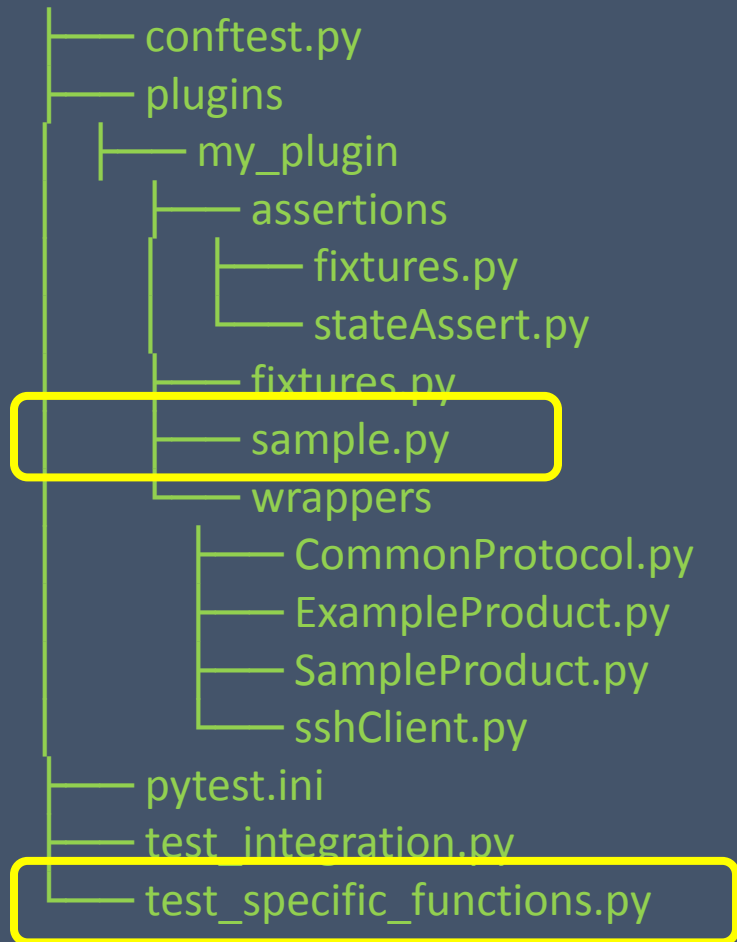 conftest.py
plugins
my_plugin
assertions
fixtures.py
stateAssert.py
fixtures.py
sample.py
wrappers
CommonProtocol.py
ExampleProduct.py
SampleProduct.py
sshClient.py
pytest.ini
test_integration.py
test_specific_functions.py